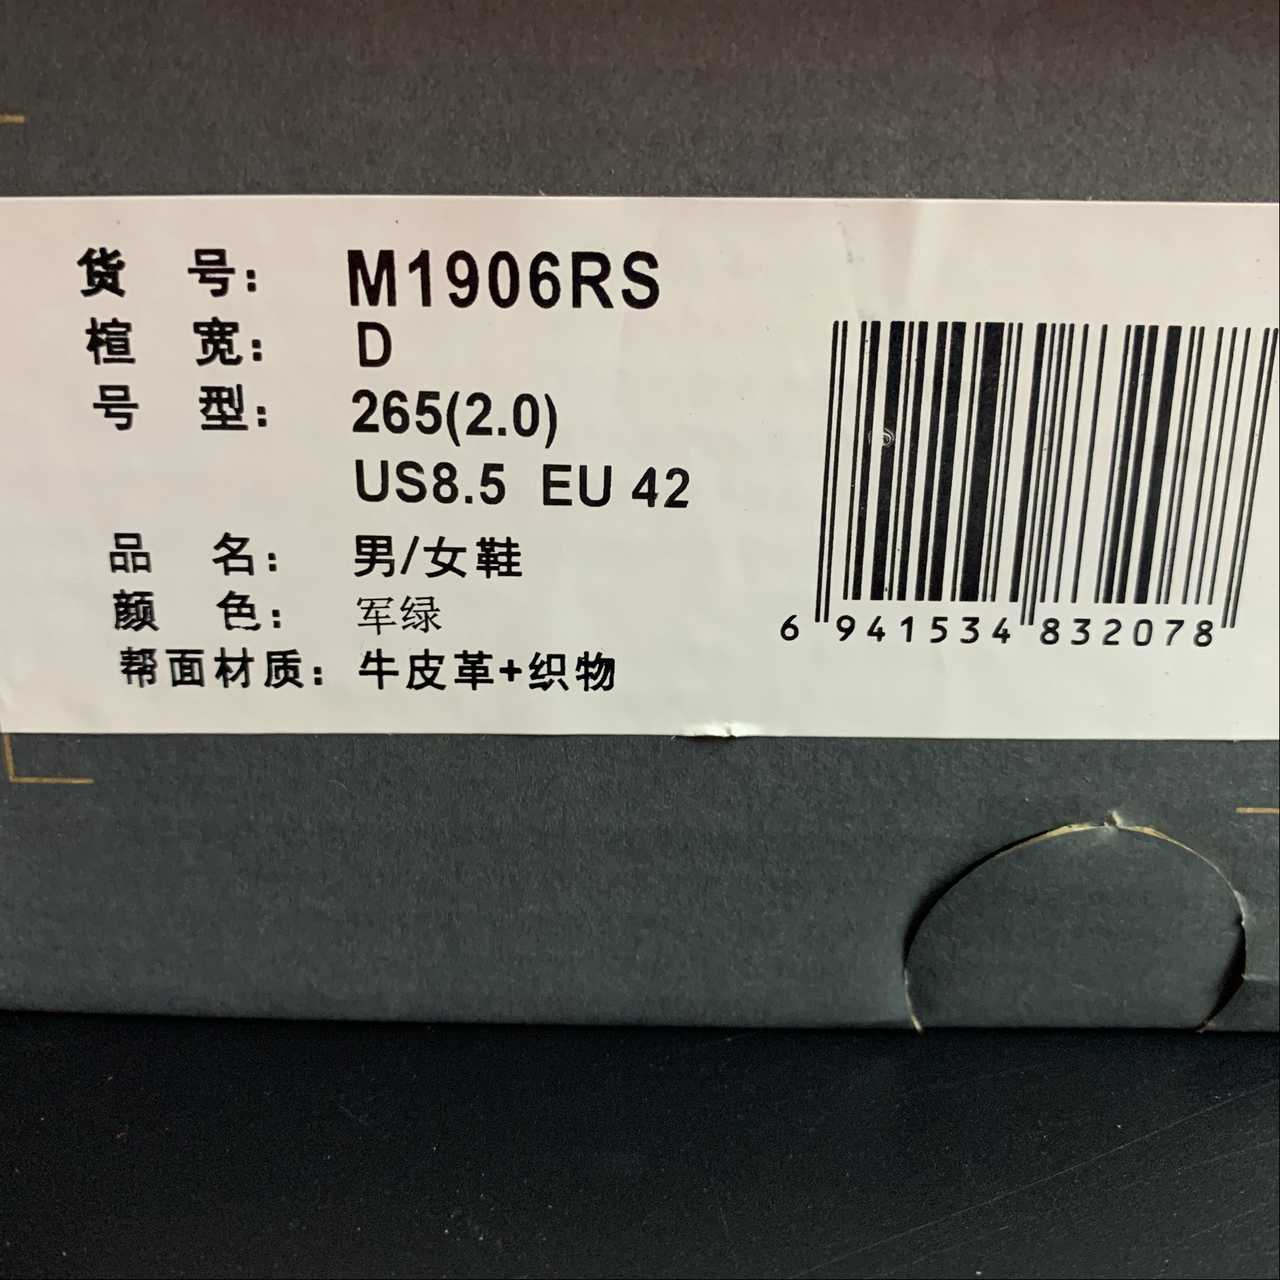 货 号： M1906RS
楦 宽： D
号 型： 265(2.0)
US8.5 EU 42
品 名： 男/女鞋
颜 色： 军绿
帮面材质： 牛皮革+织物
6 941534 832078